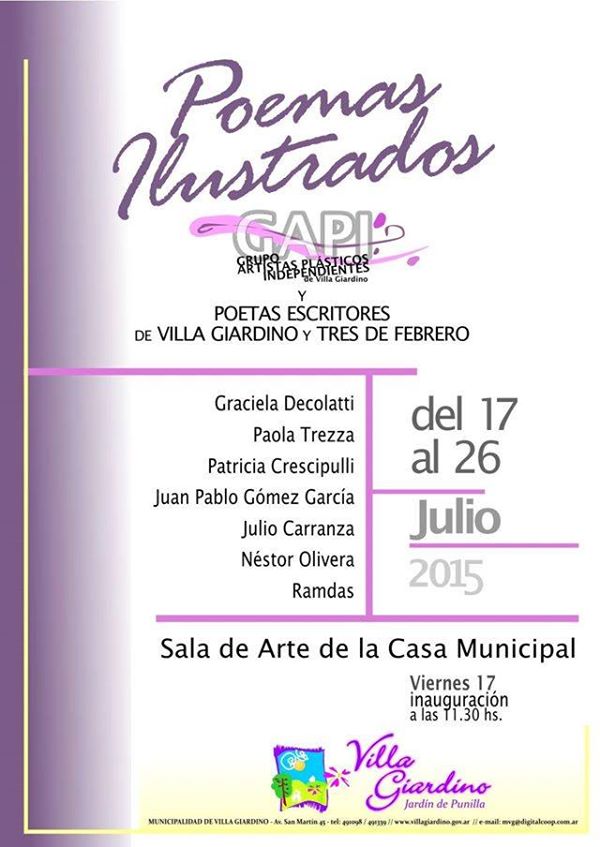 Poemas
Ilustrados
GAPI
GRUPO
ARTISTAS PLÁSTICOS
INDEPENDIENTES
de Villa Giardino
Y
POETAS ESCRITORES
DE VILLA GIARDINO Y TRES DE FEBRERO
Graciela Decolatti
Paola Trezza
Patricia Crescipulli
Juan Pablo Gómez García
Julio Carranza
Néstor Olivera
Ramdas
del 17
al 26
Julio
2015
Sala de Arte de la Casa Municipal
Viernes 17
inauguración
a las 11.30 hs.
Villa
Giardino
Jardín de Punilla
MUNICIPALIDAD DE VILLA GIARDINO - Av. San Martín 45 - tel: 491098 / 491339 // www.villagiardino.gov.ar // e-mail: mvg@digitalcoop.com.ar